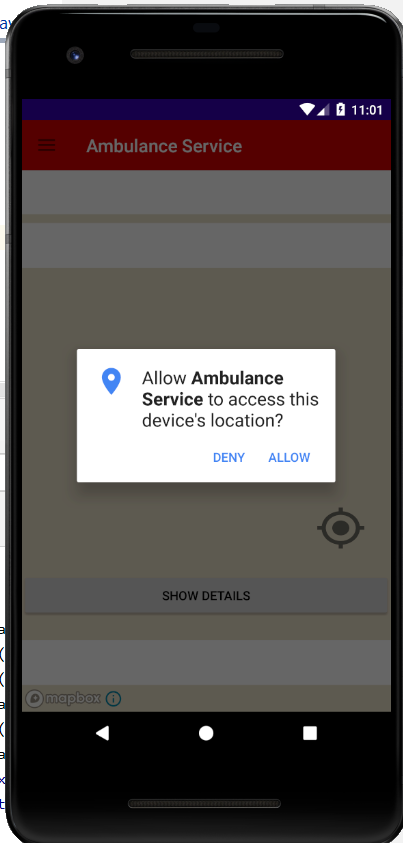 11:01
Ambulance Service
Allow Ambulance
Service to access this
device's location?
DENY ALLOW
SHOW DETAILS
mapbox